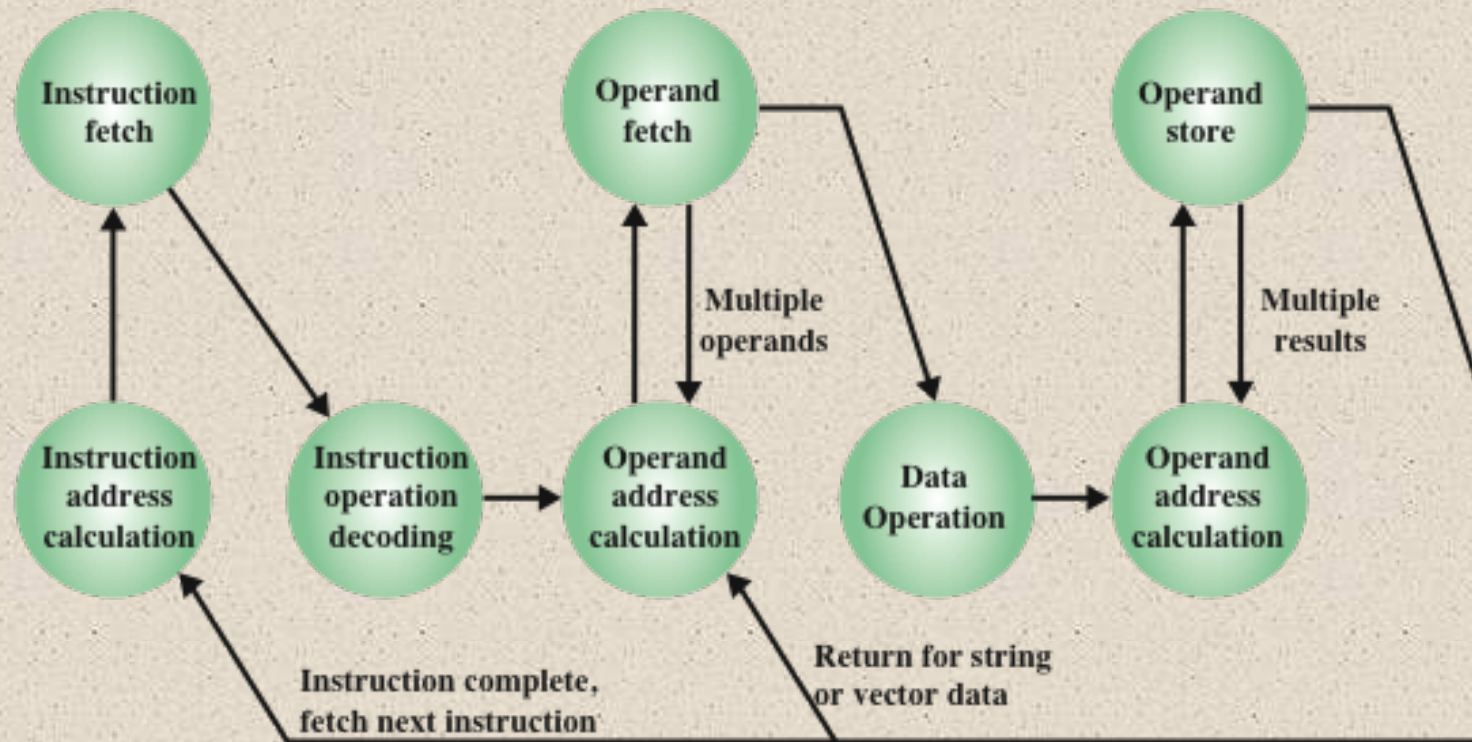 Instruction
fetch
Operand
fetch
Operand
store
Multiple
operands
Multiple
results
Instruction
address
calculation
Instruction
operation
decoding
Operand
address
calculation
Data
Operation
Operand
address
calculation
Instruction complete,
fetch next instruction
Return for string
or vector data